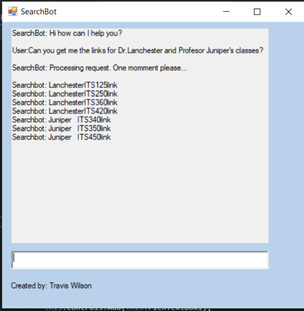 SearchBot
SearchBot: Hi how can I help you?
User:Can you get me the links for Dr.Lanchester and Profesor Juniper's classes?
SearchBot: Processing request. One momment please...
Searchbot: LanchesterITS125link
Searchbot: LanchesterITS250link
Searchbot: LanchesterITS360link
Searchbot: LanchesterITS420link
Searchbot: Juniper ITS340link
Searchbot: Juniper ITS350link
Searchbot: Juniper ITS450link
Created by: Travis Wilson